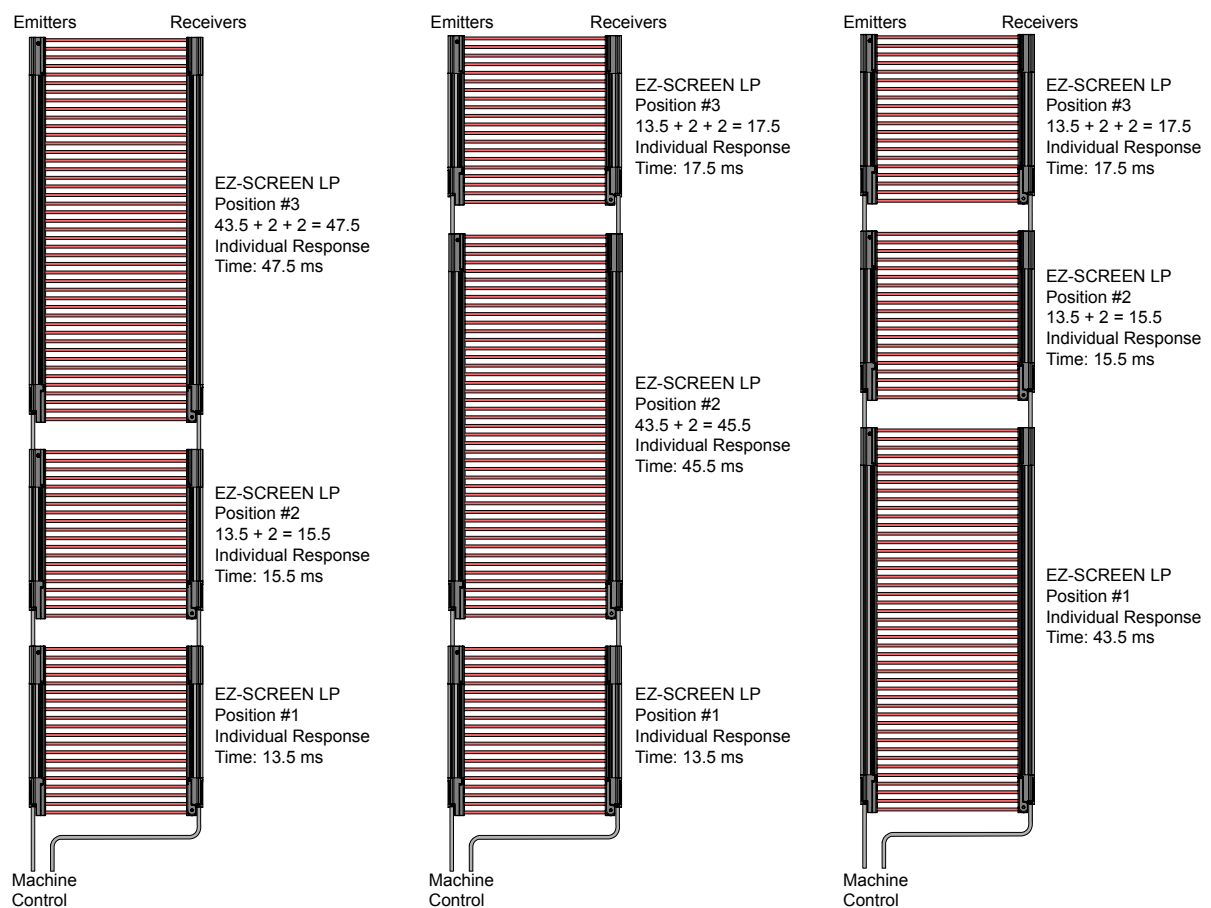 Emitters
Receivers
EZ-SCREEN LP
Position #3
43.5 + 2 + 2 = 47.5
Individual Response
Time: 47.5 ms
EZ-SCREEN LP
Position #2
13.5 + 2 = 15.5
Individual Response
Time: 15.5 ms
EZ-SCREEN LP
Position #1
Individual Response
Time: 13.5 ms
Machine
Control
Emitters
Receivers
EZ-SCREEN LP
Position #3
13.5 + 2 + 2 = 17.5
Individual Response
Time: 17.5 ms
EZ-SCREEN LP
Position #2
43.5 + 2 = 45.5
Individual Response
Time: 45.5 ms
EZ-SCREEN LP
Position #1
Individual Response
Time: 13.5 ms
Machine
Control
Emitters
Receivers
EZ-SCREEN LP
Position #3
13.5 + 2 + 2 = 17.5
Individual Response
Time: 17.5 ms
EZ-SCREEN LP
Position #2
13.5 + 2 = 15.5
Individual Response
Time: 15.5 ms
EZ-SCREEN LP
Position #1
Individual Response
Time: 43.5 ms
Machine
Control